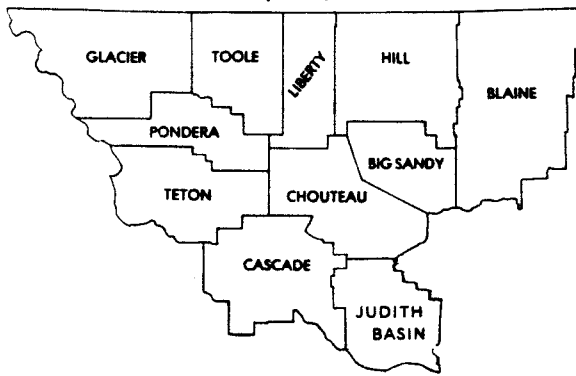 GLACIER
TOOLE
LIBERTY
HILL
BLAINE
PONDERA
BIG SANDY
TETON
CHOUTEAU
CASCADE
JUDITH
BASIN